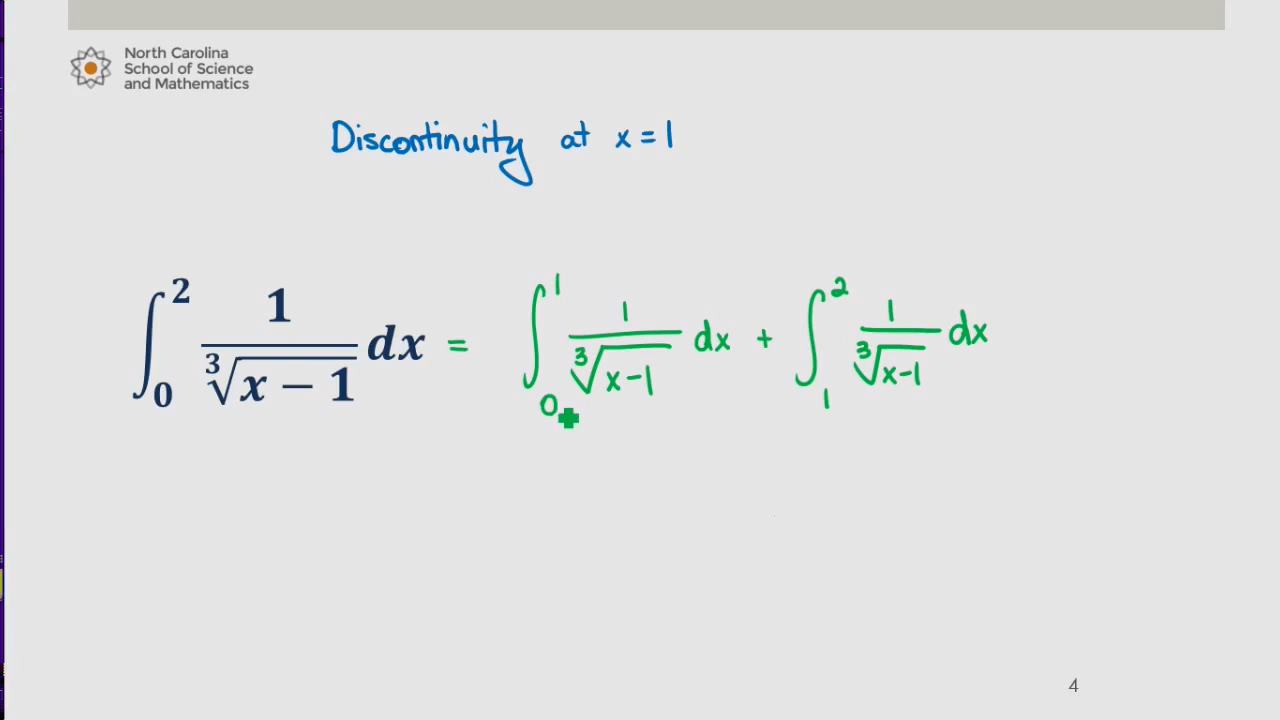 North Carolina
School of Science
and Mathematics
Discontinuity at x = 1
∫₀² 1/∛(x − 1) dx = ∫₀¹ 1/∛(x-1) dx + ∫₁² 1/∛(x-1) dx
4